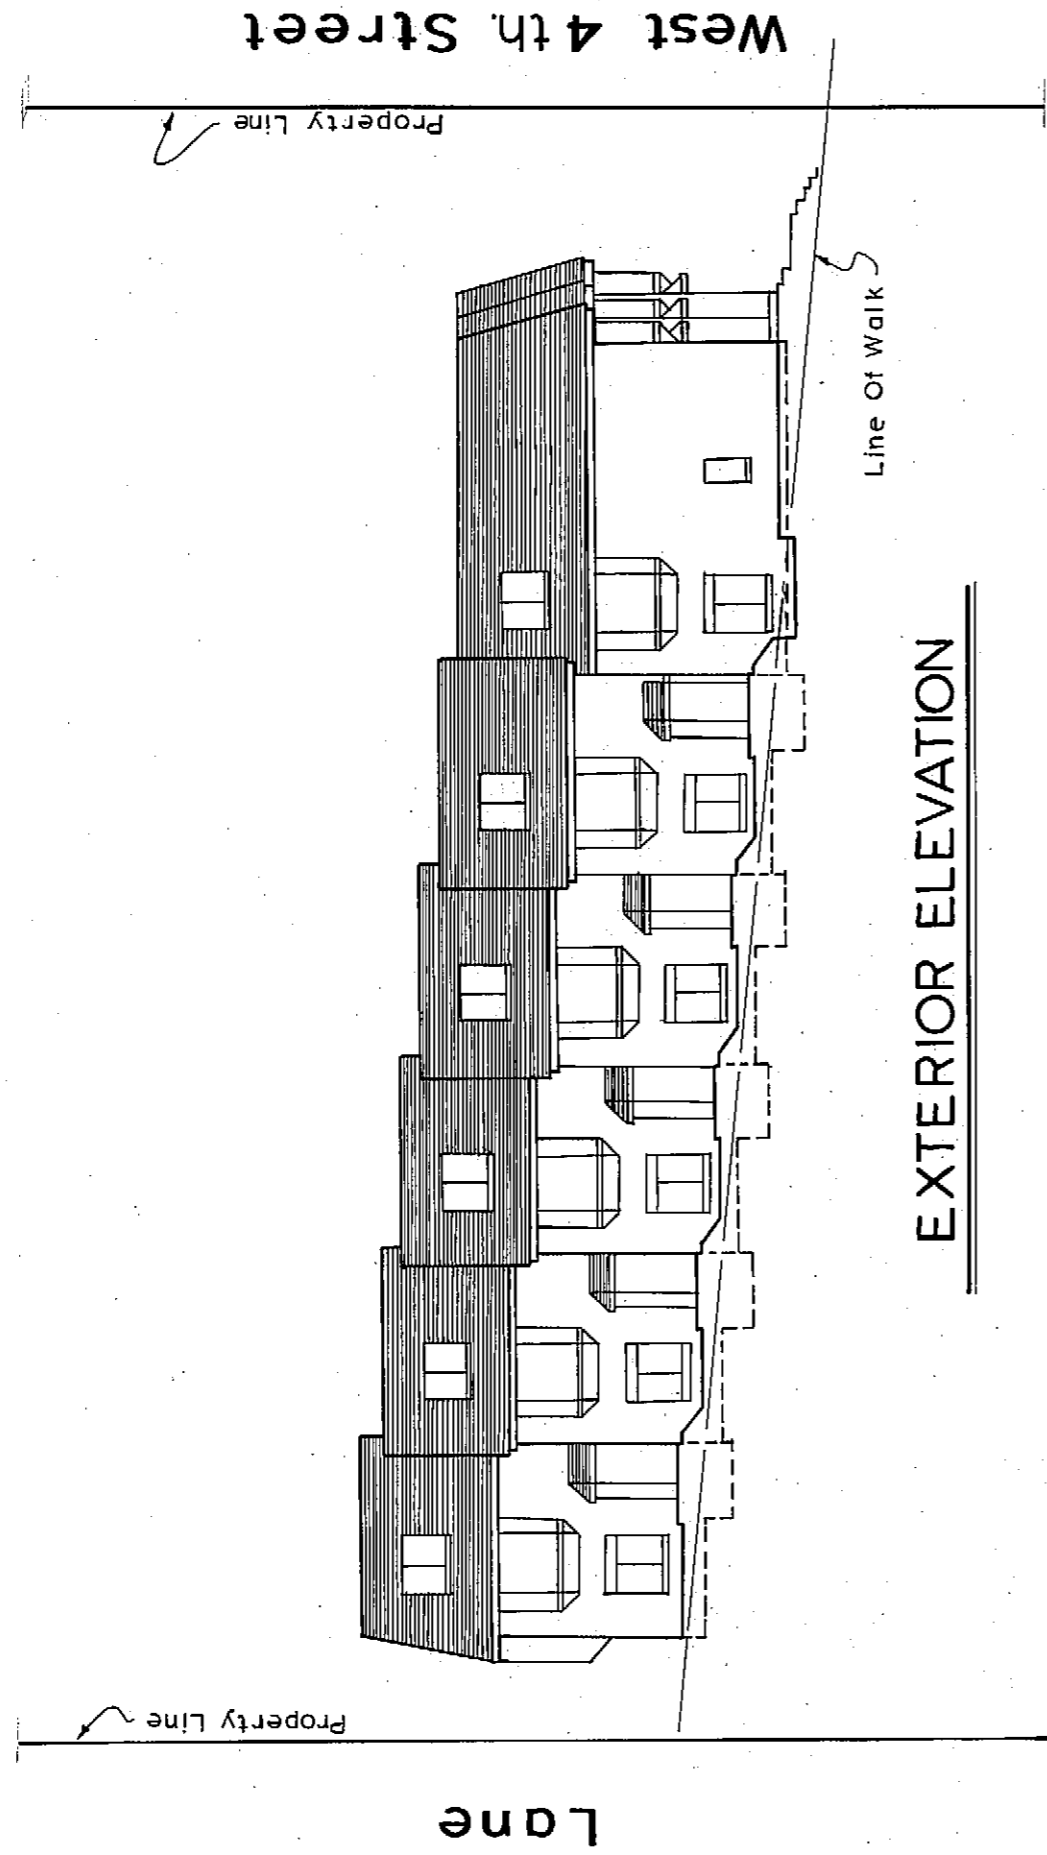 West 4th. Street
Property Line
Line Of Walk
EXTERIOR ELEVATION
Property Line
Lane